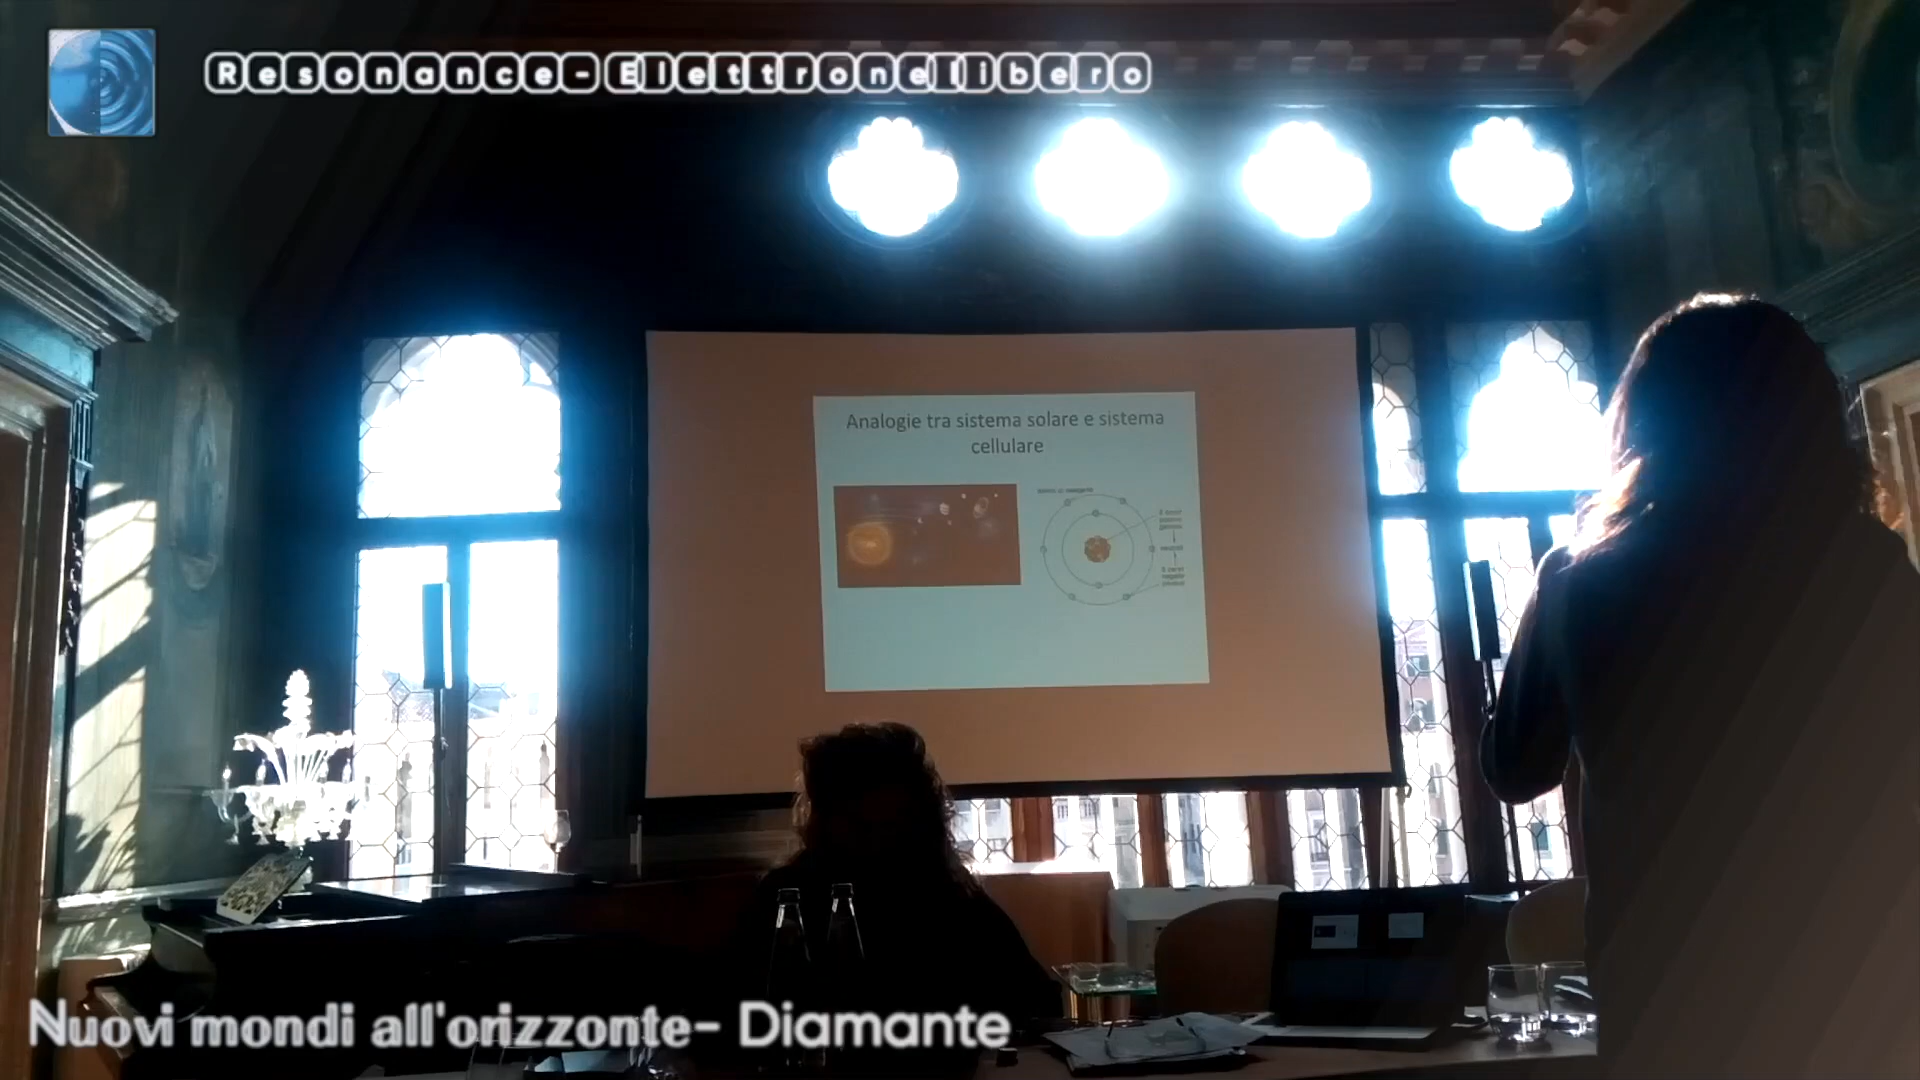 Resonance-Elettronelibero
Analogie tra sistema solare e sistema
cellulare
Nuovi mondi all'orizzonte- Diamante